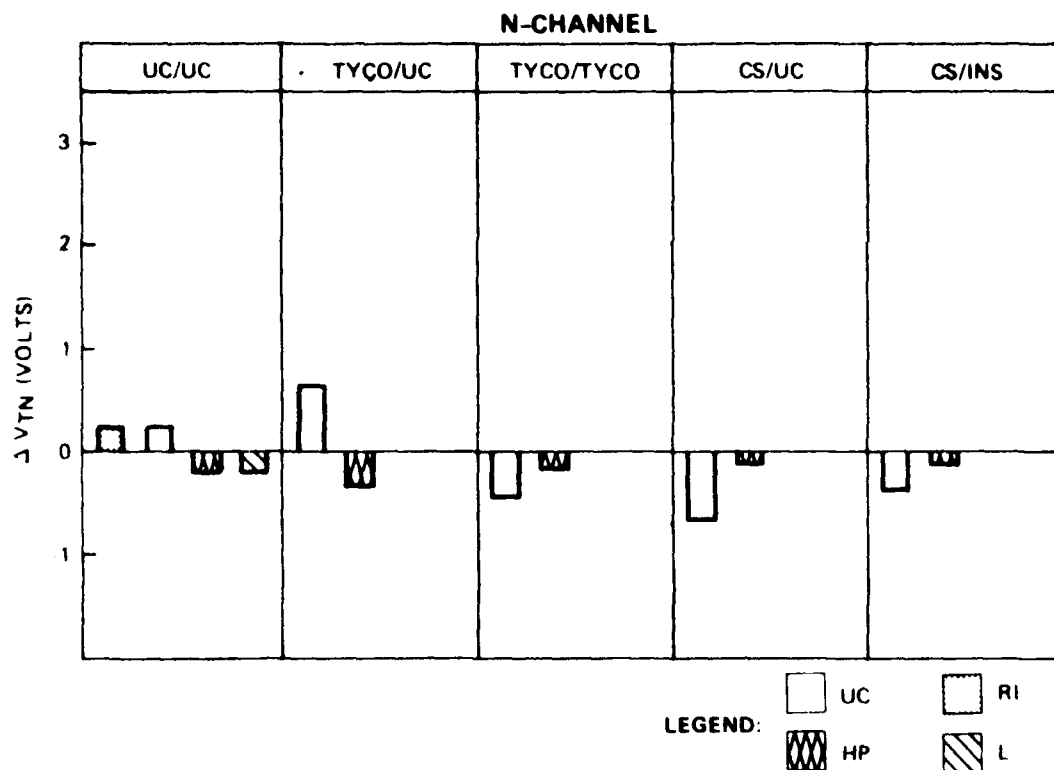 N-CHANNEL
UC/UC TYÇO/UC TYCO/TYCO CS/UC CS/INS
3
2
1
0
1
Δ VTN (VOLTS)
LEGEND:
UC RI
HP L